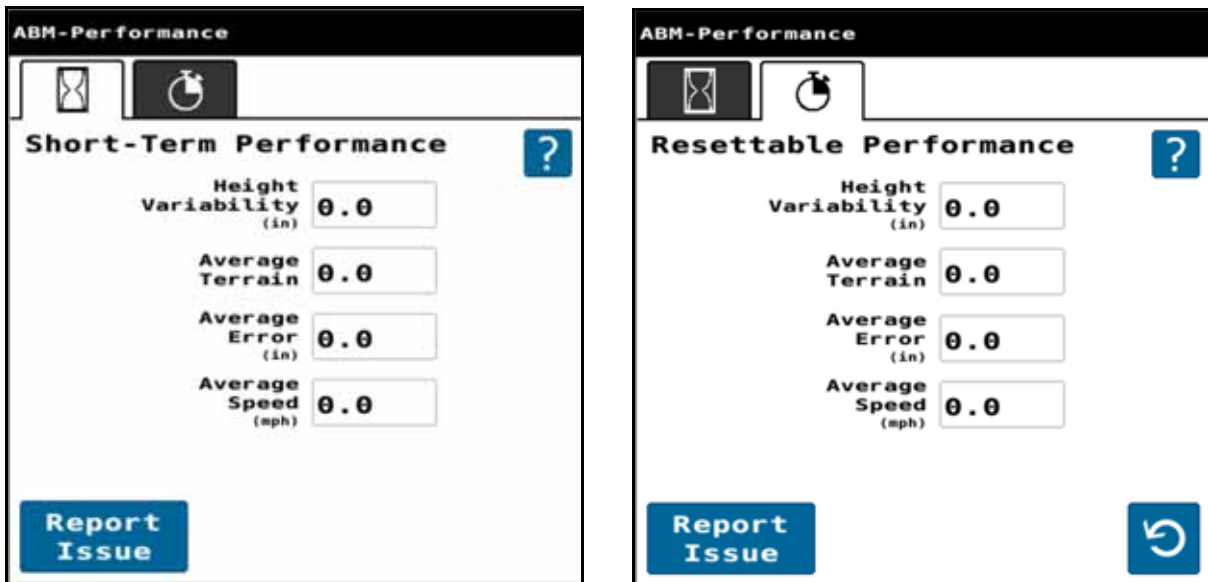 ABM-Performance
Short-Term Performance
?
Height
Variability
(in)
0.0
Average
Terrain
0.0
Average
Error
(in)
0.0
Average
Speed
(mph)
0.0
Report
Issue
ABM-Performance
Resettable Performance
?
Height
Variability
(in)
0.0
Average
Terrain
0.0
Average
Error
(in)
0.0
Average
Speed
(mph)
0.0
Report
Issue